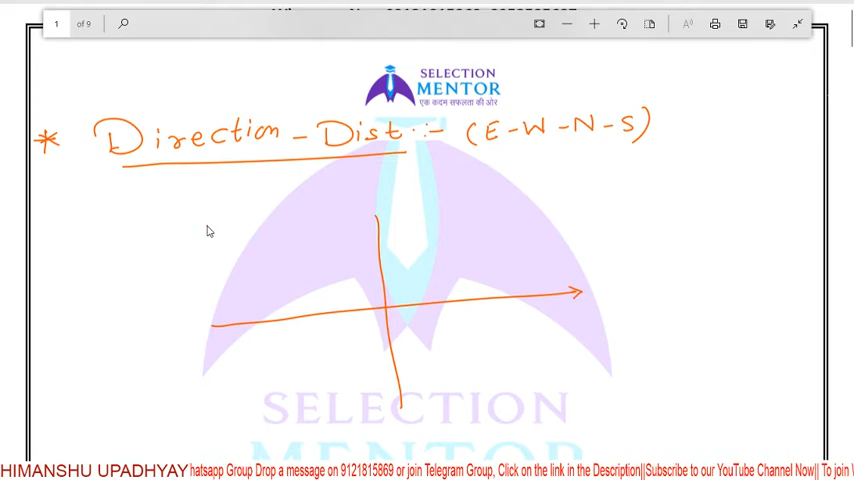 1 of 9
SELECTION
MENTOR
एक कदम सफलता की ओर
* Direction - Dist :- (E-W-N-S)
SELECTION
MENTOR
HIMANSHU UPADHYAY hatsapp Group Drop a message on 9121815869 or join Telegram Group, Click on the link in the Description||Subscribe to our YouTube Channel Now|| To join W